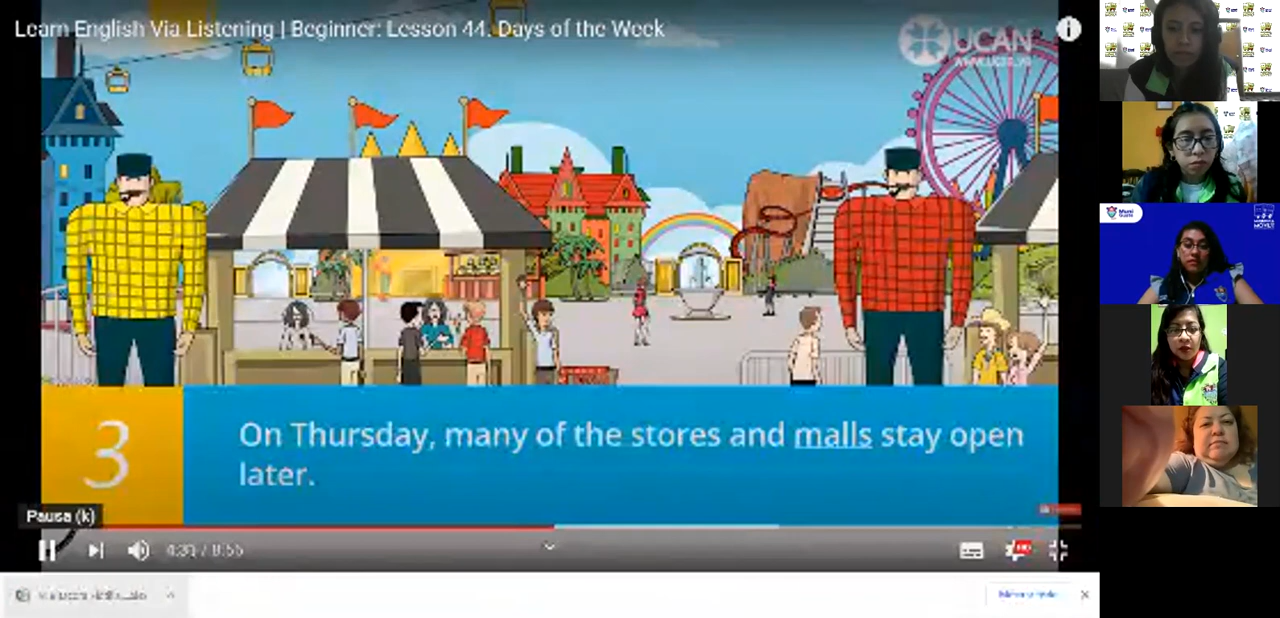 Learn English Via Listening | Beginner: Lesson 44. Days of the Week
UCAN
3
On Thursday, many of the stores and malls stay open
later.
Pausa (k)